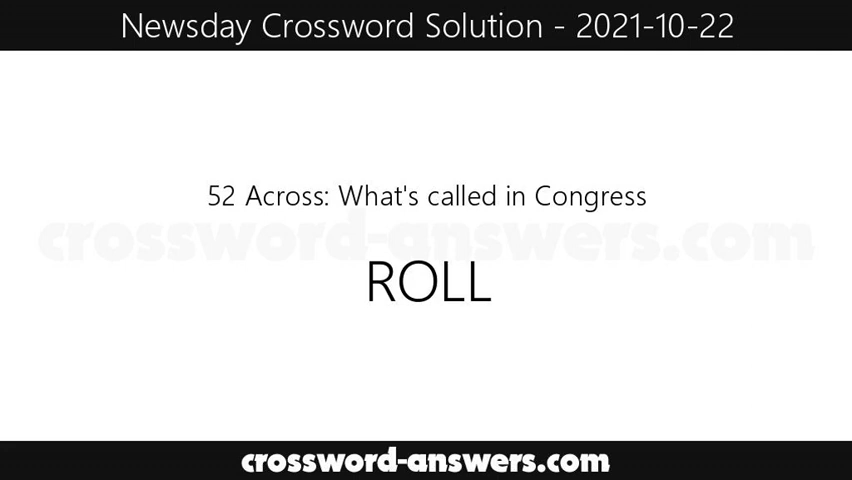 Newsday Crossword Solution - 2021-10-22
52 Across: What's called in Congress
crossword-answers.com
ROLL
crossword-answers.com